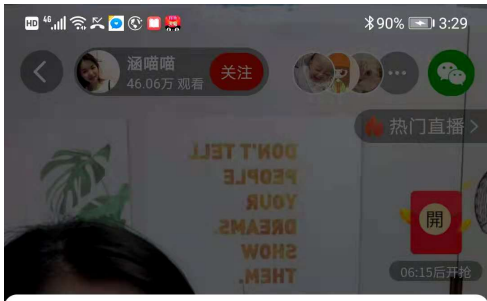 HD 4G 90% 3:29
涵喵喵
46.06万 观看
关注
热门直播 >
DON'T TELL
PEOPLE
YOUR
DREAMS.
SHOW
THEM.
開
06:15后开抢